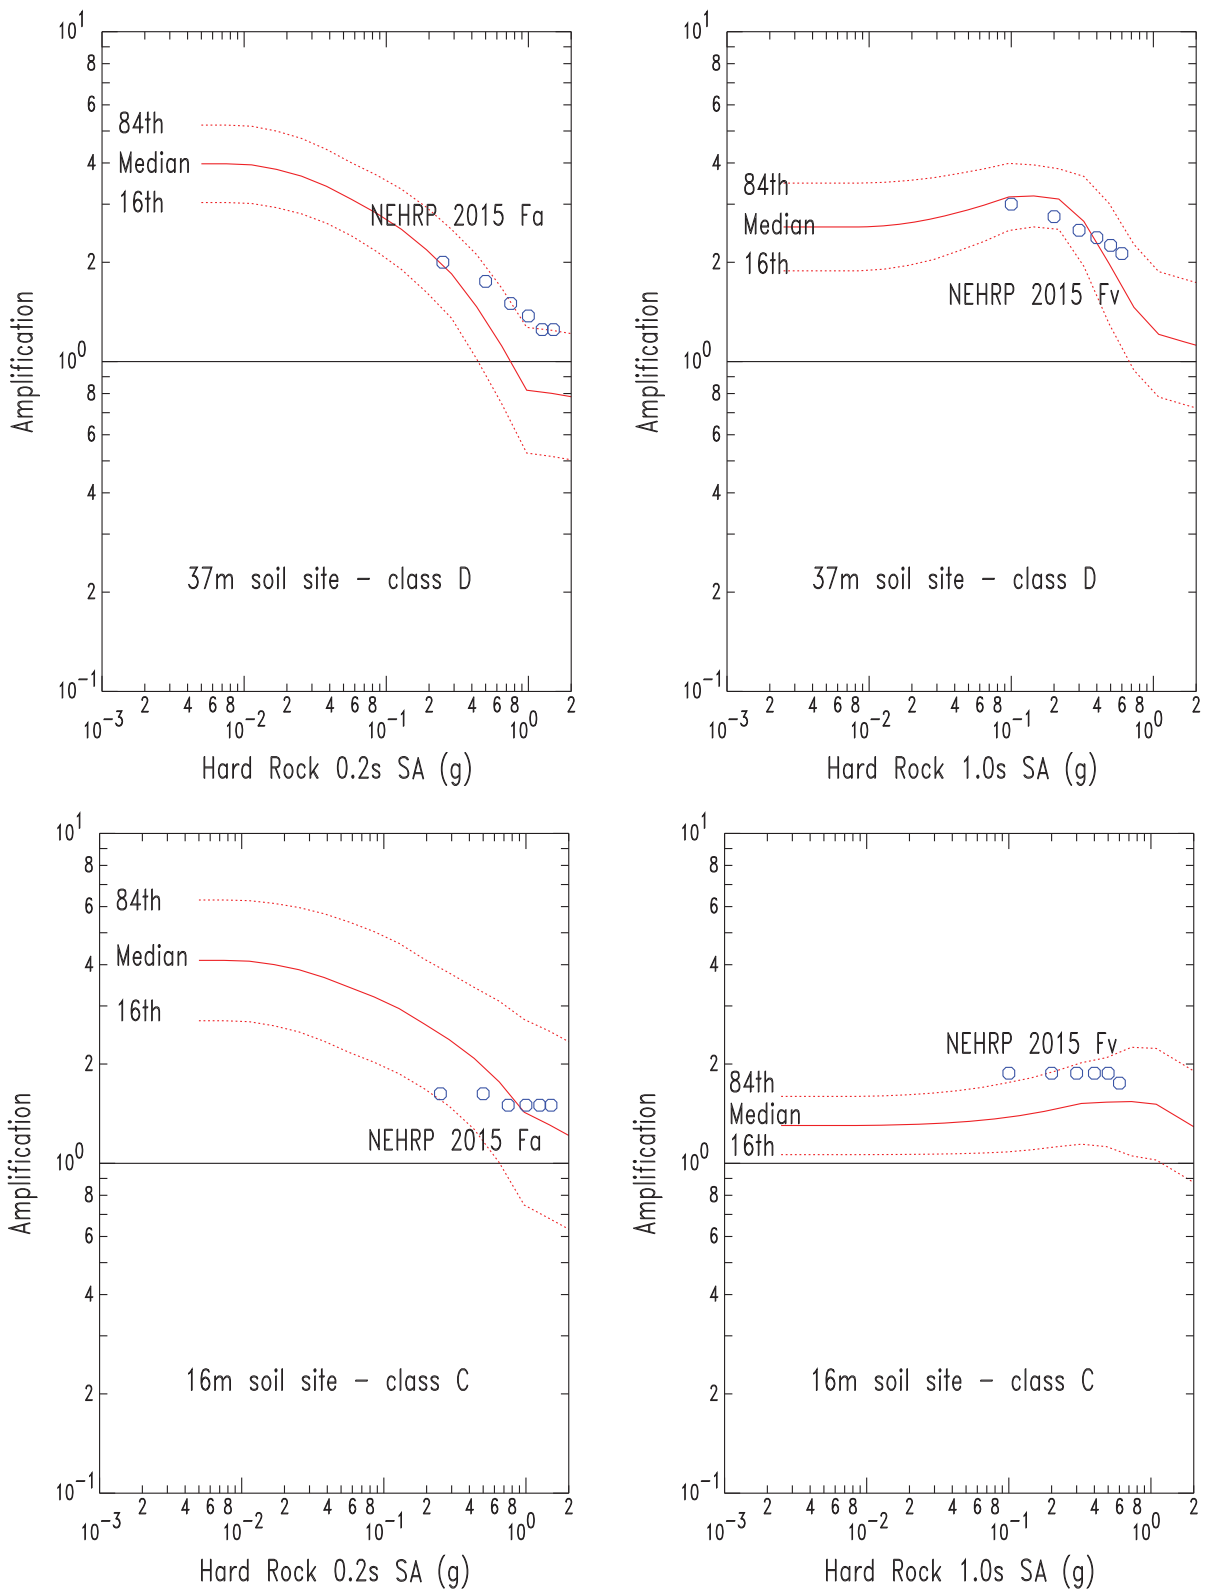 10^1
8
6
4
2
10^0
8
6
4
2
10^-1
84th
Median
16th
NEHRP 2015 Fa
37m soil site – class D
Amplification
2 4 6 8 2 4 6 8 2 4 6 8 2
10^-3 10^-2 10^-1 10^0
Hard Rock 0.2s SA (g)
10^1
8
6
4
2
10^0
8
6
4
2
10^-1
84th
Median
16th
NEHRP 2015 Fv
37m soil site – class D
Amplification
2 4 6 8 2 4 6 8 2 4 6 8 2
10^-3 10^-2 10^-1 10^0
Hard Rock 1.0s SA (g)
10^1
8
6
4
2
10^0
8
6
4
2
10^-1
84th
Median
16th
NEHRP 2015 Fa
16m soil site – class C
Amplification
2 4 6 8 2 4 6 8 2 4 6 8 2
10^-3 10^-2 10^-1 10^0
Hard Rock 0.2s SA (g)
10^1
8
6
4
2
10^0
8
6
4
2
10^-1
NEHRP 2015 Fv
84th
Median
16th
16m soil site – class C
Amplification
2 4 6 8 2 4 6 8 2 4 6 8 2
10^-3 10^-2 10^-1 10^0
Hard Rock 1.0s SA (g)